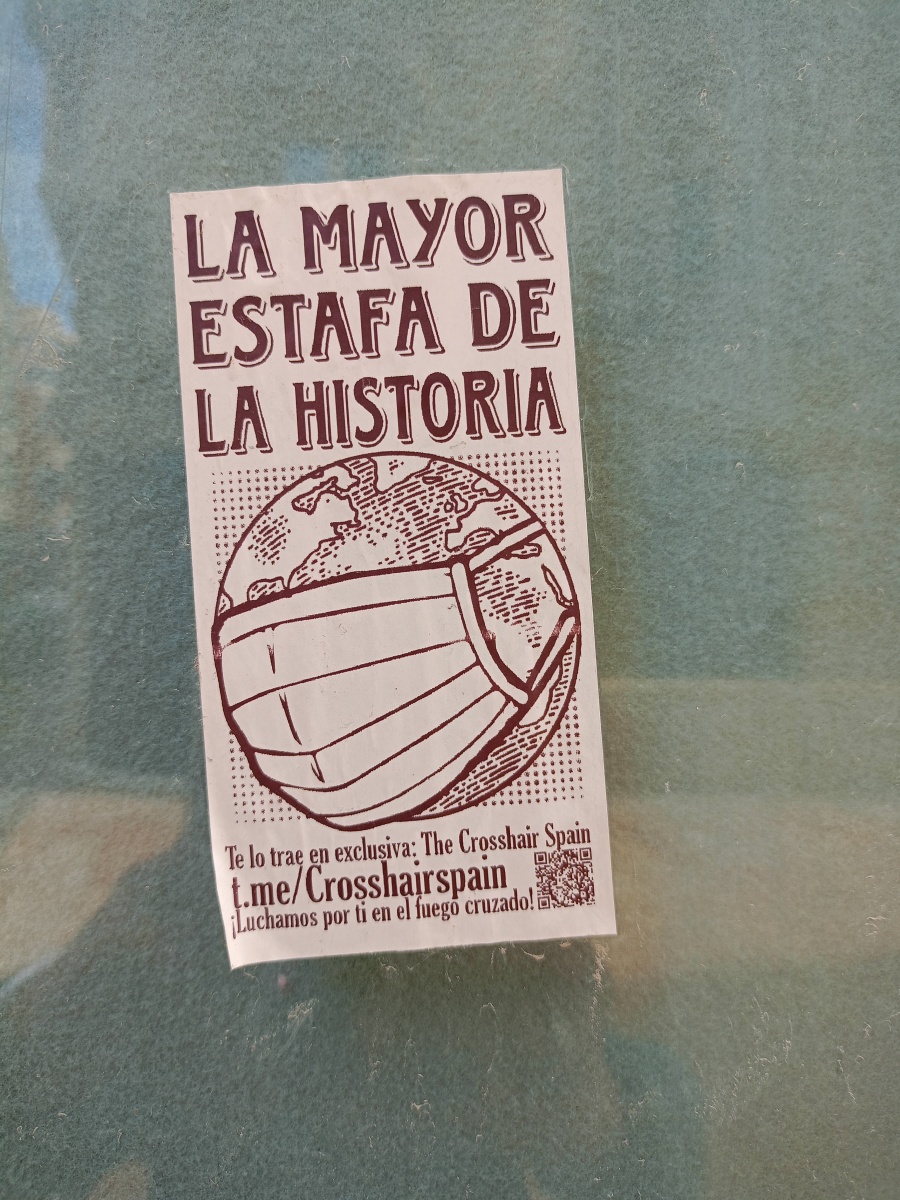 LA MAYOR
ESTAFA DE
LA HISTORIA
Te lo trae en exclusiva: The Crosshair Spain
t.me/Crosshairspain
¡Luchamos por ti en el fuego cruzado!